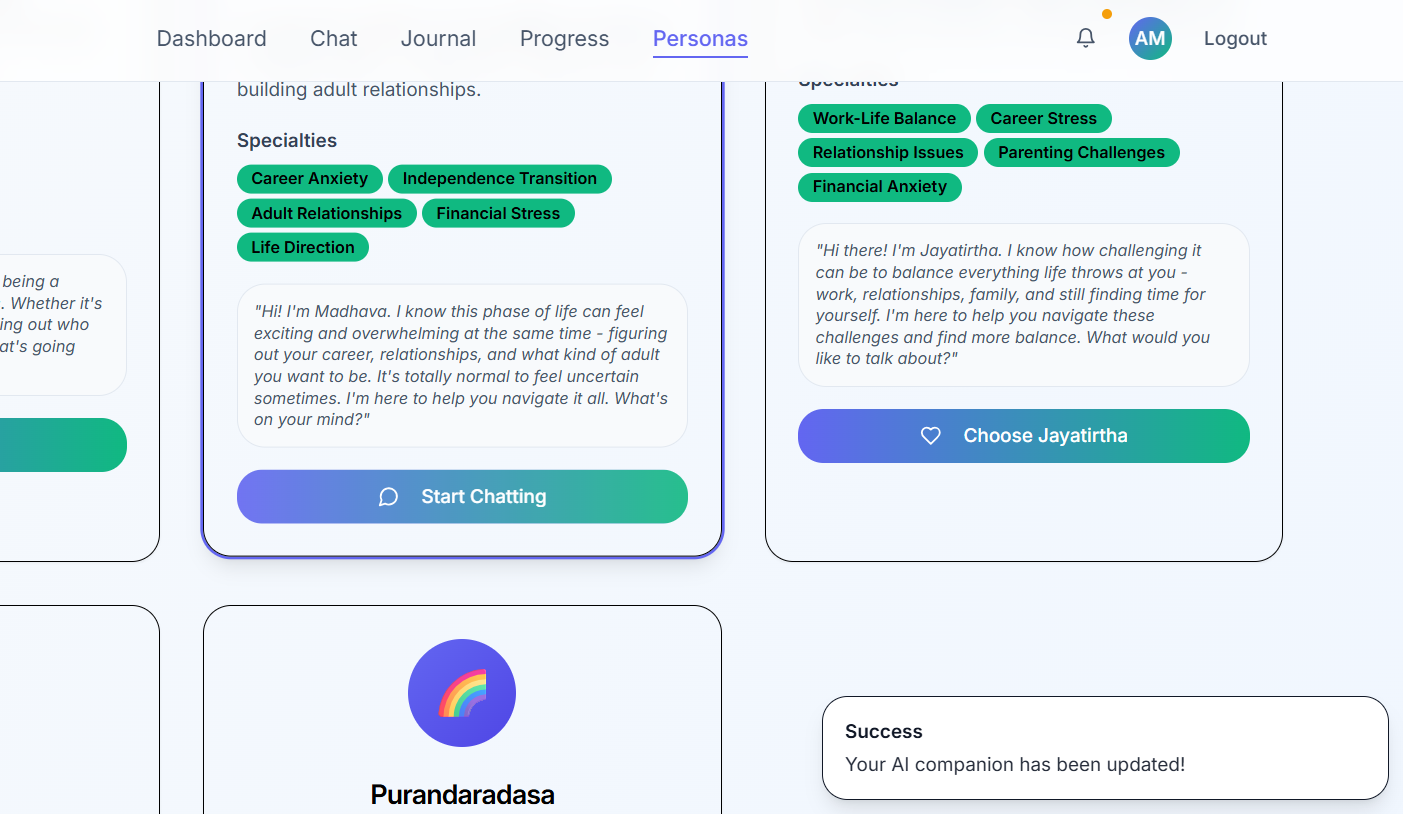 Dashboard Chat Journal Progress Personas AM Logout
being a
. Whether it's
ing out who
at's going
building adult relationships.
Specialties
Career Anxiety Independence Transition
Adult Relationships Financial Stress
Life Direction
"Hi! I'm Madhava. I know this phase of life can feel
exciting and overwhelming at the same time - figuring
out your career, relationships, and what kind of adult
you want to be. It's totally normal to feel uncertain
sometimes. I'm here to help you navigate it all. What's
on your mind?"
Start Chatting
Specialties
Work-Life Balance Career Stress
Relationship Issues Parenting Challenges
Financial Anxiety
"Hi there! I'm Jayatirtha. I know how challenging it
can be to balance everything life throws at you -
work, relationships, family, and still finding time for
yourself. I'm here to help you navigate these
challenges and find more balance. What would you
like to talk about?"
Choose Jayatirtha
Purandaradasa
Success
Your AI companion has been updated!